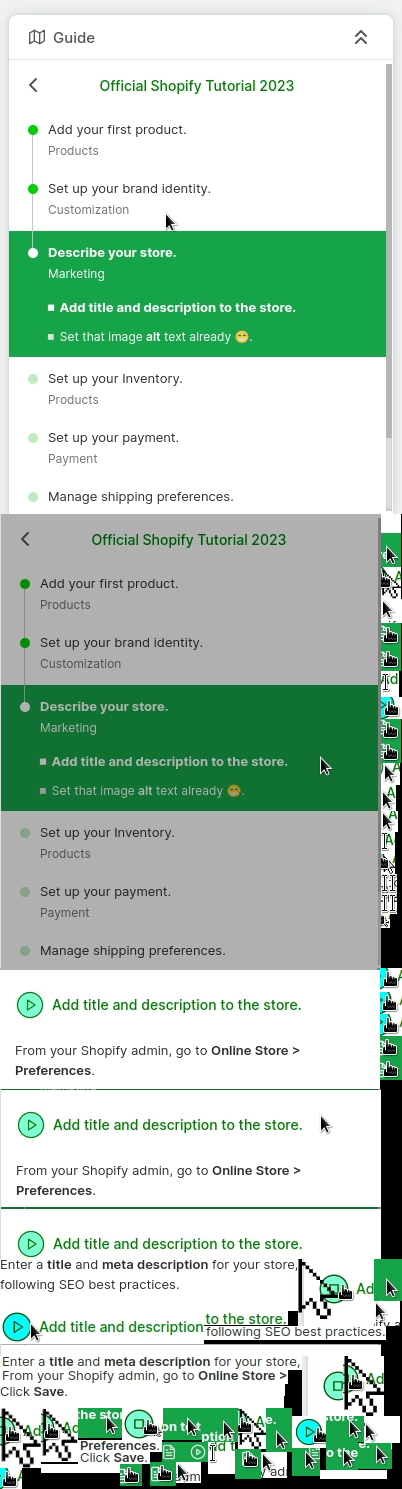 Guide
Official Shopify Tutorial 2023
Add your first product.
Products
Set up your brand identity.
Customization
Describe your store.
Marketing
Add title and description to the store.
Set that image alt text already 😁.
Set up your Inventory.
Products
Set up your payment.
Payment
Manage shipping preferences.
Official Shopify Tutorial 2023
Add your first product.
Products
Set up your brand identity.
Customization
Describe your store.
Marketing
Add title and description to the store.
Set that image alt text already 😁.
Set up your Inventory.
Products
Set up your payment.
Payment
Manage shipping preferences.
Add title and description to the store.
From your Shopify admin, go to Online Store >
Preferences.
Add title and description to the store.
From your Shopify admin, go to Online Store >
Preferences.
Add title and description to the store.
Enter a title and meta description for your store,
following SEO best practices.
Add title and description to the store.
following SEO best practices.
Enter a title and meta description for your store,
From your Shopify admin, go to Online Store >
Click Save.
Preferences.
Click Save.